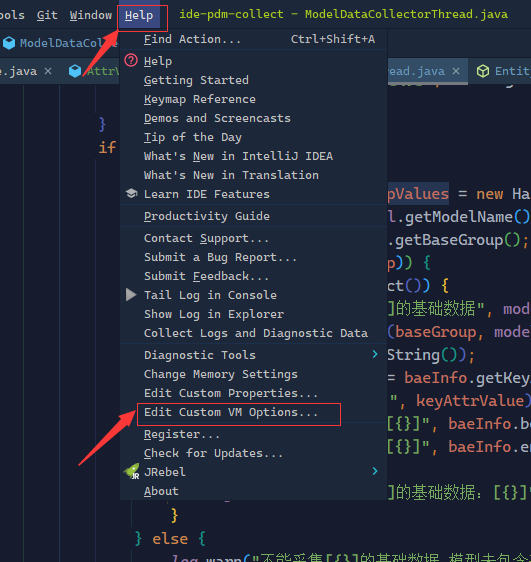 ools Git Window Help ide-pdm-collect – ModelDataCollectorThread.java
ModelDataCollec
e.java × AttrV read.java × Entity
}
if
Find Action... Ctrl+Shift+A
Help
Getting Started
Keymap Reference
Demos and Screencasts
Tip of the Day
What's New in IntelliJ IDEA
What's New in Translation
Learn IDE Features
Productivity Guide
Contact Support...
Submit a Bug Report...
Submit Feedback...
Tail Log in Console
Show Log in Explorer
Collect Logs and Diagnostic Data
Diagnostic Tools
Change Memory Settings
Edit Custom Properties...
Edit Custom VM Options...
Register...
Check for Updates...
JRebel
About
pValues = new Ha
l.getModelName()
.getBaseGroup();
p)) {
ct()) {
]的基础数据", mod
(baseGroup, mode
String());
= baeInfo.getKey
", keyAttrValue)
[{}]", baeInfo.be
[{}]", baeInfo.en
]的基础数据: [{}]"
}
} else {
log.warn("不能采集[{}]的基础数据,模型未包含